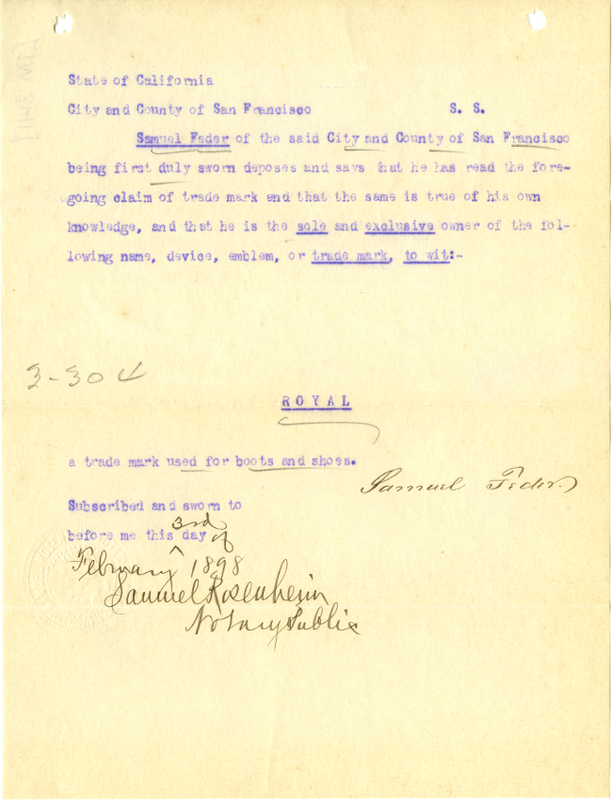 State of California
City and County of San Francisco S. S.
Samuel Feder of the said City and County of San Francisco
being first duly sworn deposes and says that he has read the fore-
going claim of trade mark and that the same is true of his own
knowledge, and that he is the sole and exclusive owner of the fol-
lowing name, device, emblem, or trade mark, to wit:-
3-304
ROYAL
a trade mark used for boots and shoes.
Samuel Feder
Subscribed and sworn to
before me this 3rd day of
February 1898
Samuel Rosenheim
Notary Public